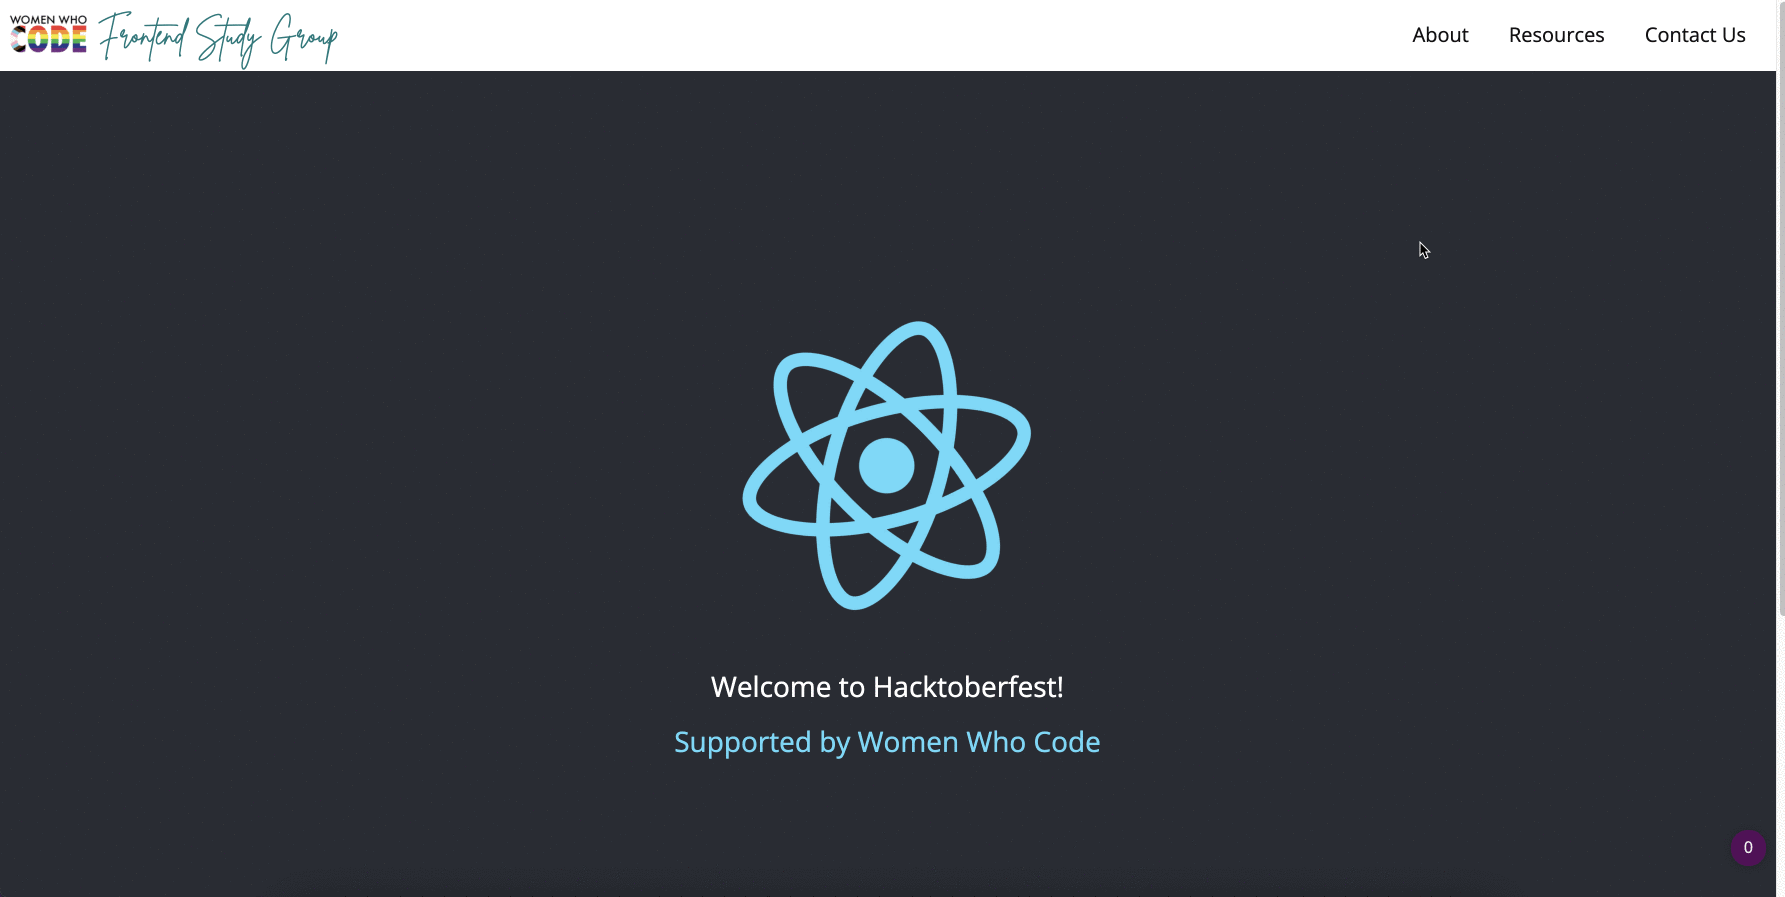 WOMEN WHO
CODE
Frontend Study Group
About
Resources
Contact Us
Welcome to Hacktoberfest!
Supported by Women Who Code
0